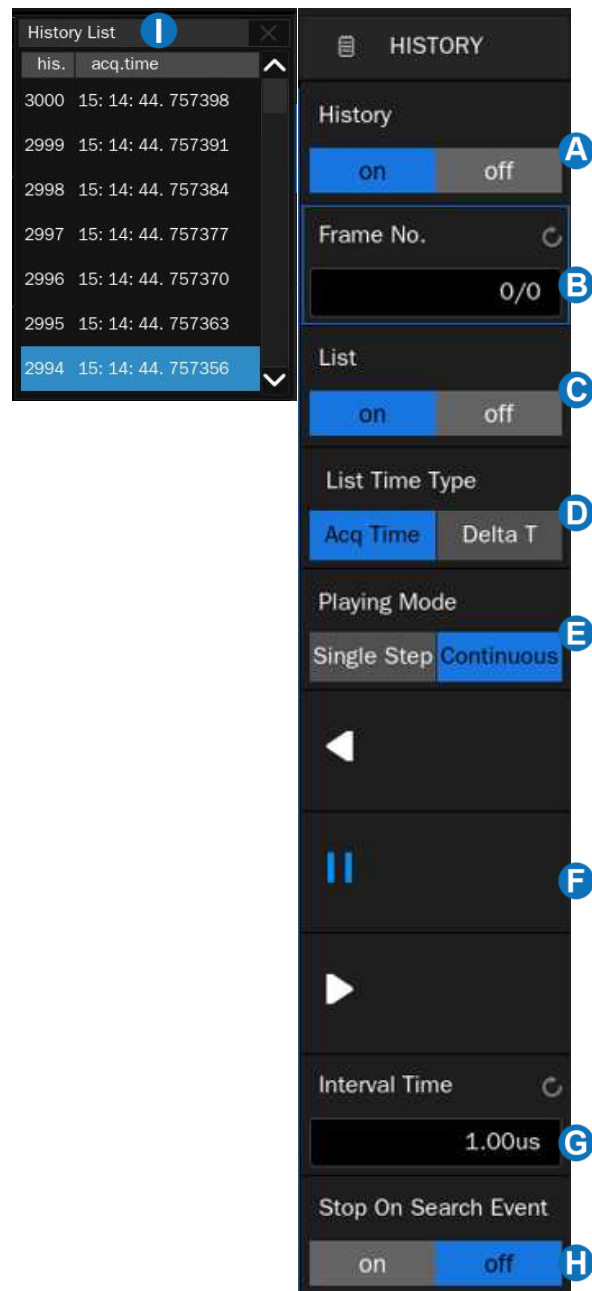 History List I
his. acq.time
3000 15: 14: 44. 757398
2999 15: 14: 44. 757391
2998 15: 14: 44. 757384
2997 15: 14: 44. 757377
2996 15: 14: 44. 757370
2995 15: 14: 44. 757363
2994 15: 14: 44. 757356
HISTORY
History
on off A
Frame No.
0/0 B
List
on off C
List Time Type
Acq Time Delta T D
Playing Mode
Single Step Continuous E
F
Interval Time
1.00us G
Stop On Search Event
on off H